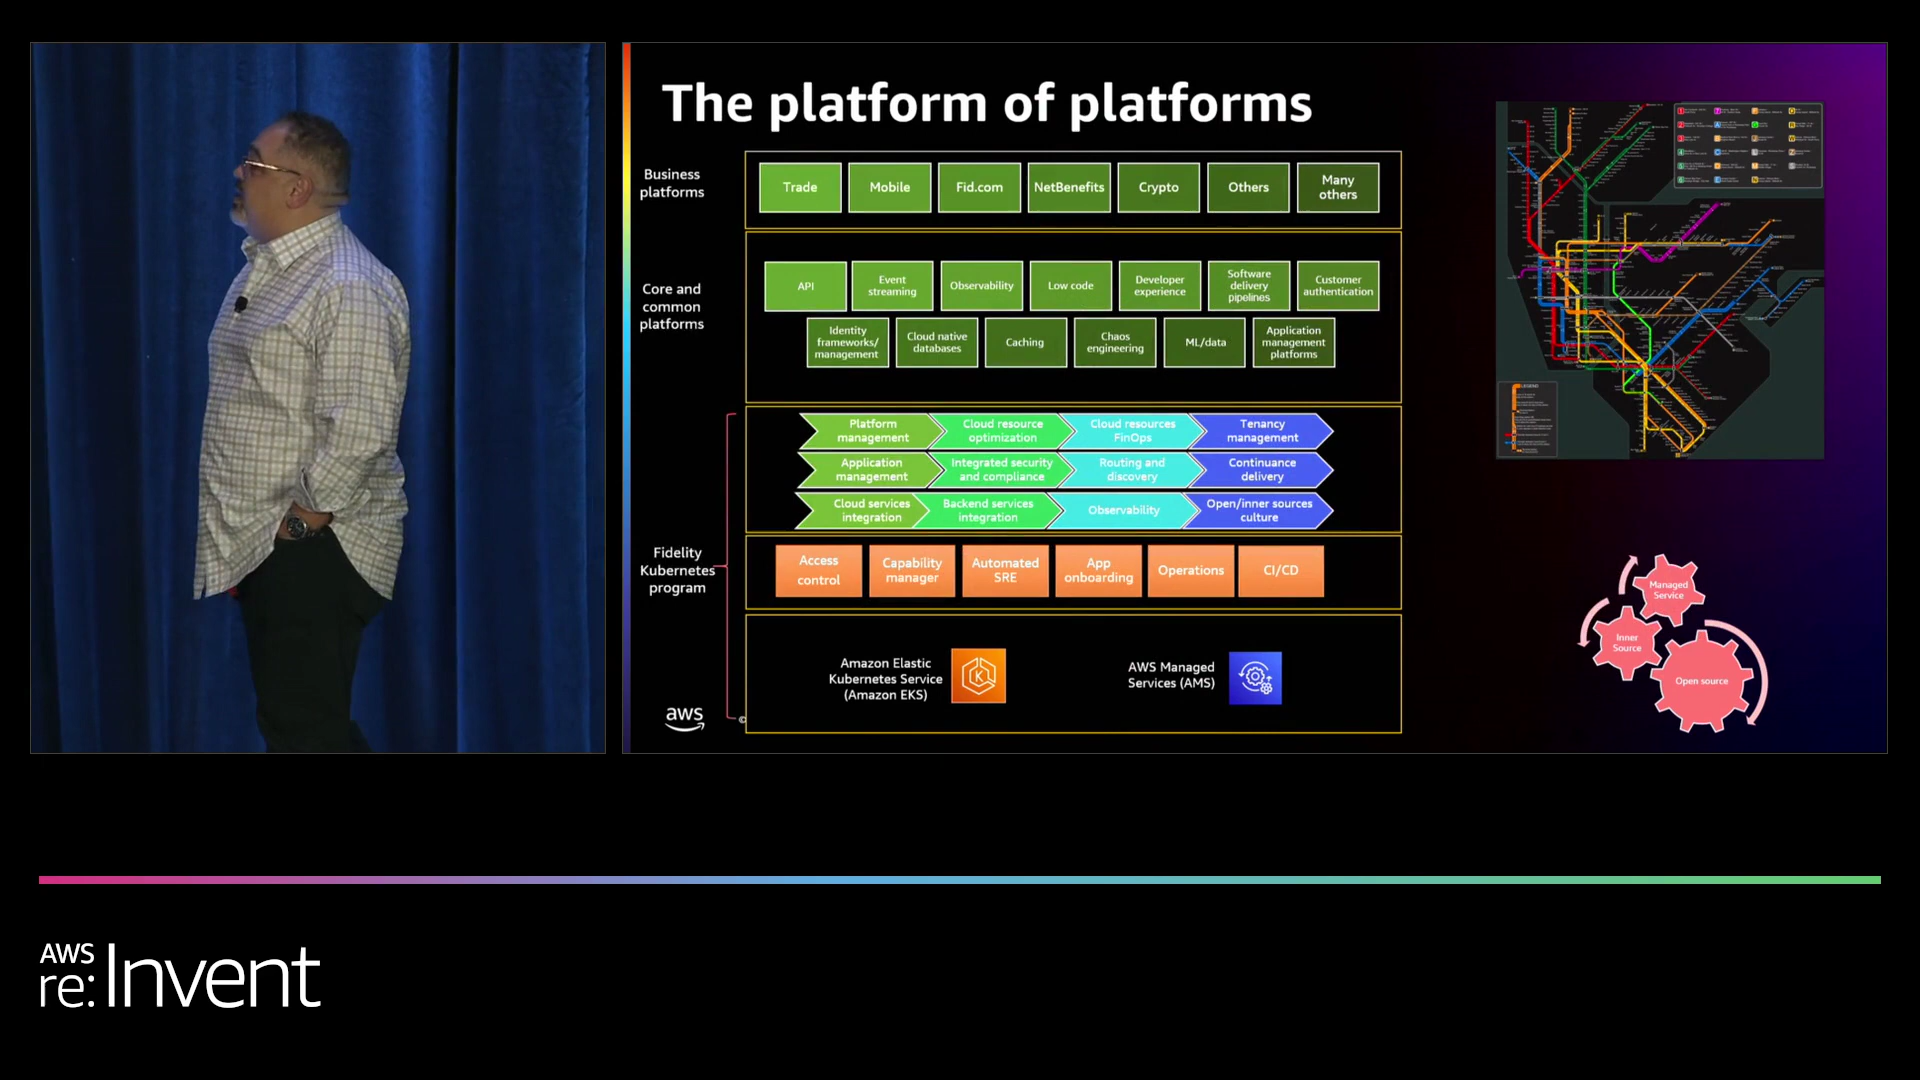 The platform of platforms
Business
platforms
Trade
Mobile
Fid.com
NetBenefits
Crypto
Others
Many
others
Core and
common
platforms
API
Event
streaming
Observability
Low code
Developer
experience
Software
delivery
pipelines
Customer
authentication
Identity
frameworks/
management
Cloud native
databases
Caching
Chaos
engineering
ML/data
Application
management
platforms
Platform
management
Cloud resource
optimization
Cloud resources
FinOps
Tenancy
management
Application
management
Integrated security
and compliance
Routing and
discovery
Continuance
delivery
Cloud services
integration
Backend services
integration
Observability
Open/inner sources
culture
Fidelity
Kubernetes
program
Access
control
Capability
manager
Automated
SRE
App
onboarding
Operations
CI/CD
Amazon Elastic
Kubernetes Service
(Amazon EKS)
AWS Managed
Services (AMS)
aws
©
LEGEND
Managed
Service
Inner
Source
Open source
AWS
re:Invent